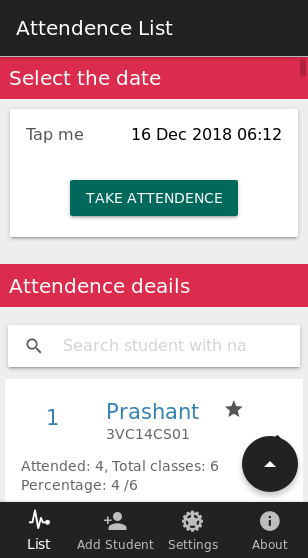 Attendence List
Select the date
Tap me
16 Dec 2018 06:12
TAKE ATTENDENCE
Attendence deails
Search student with na
1
Prashant
3VC14CS01
Attended: 4, Total classes: 6
Percentage: 4 /6
List
Add Student
Settings
About